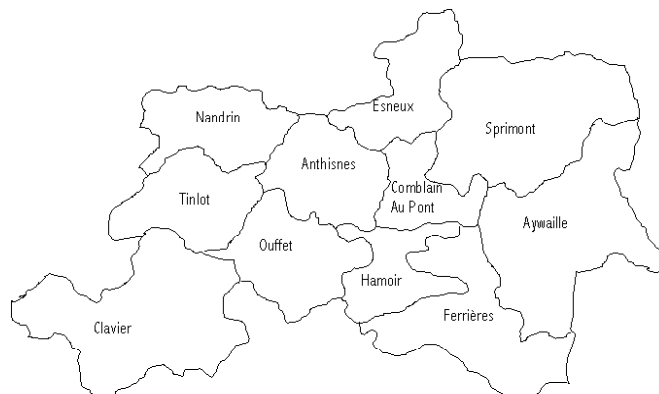 Esneux
Nandrin
Sprimont
Anthisnes
Comblain
Au Pont
Tinlot
Aywaille
Ouffet
Hamoir
Ferrières
Clavier